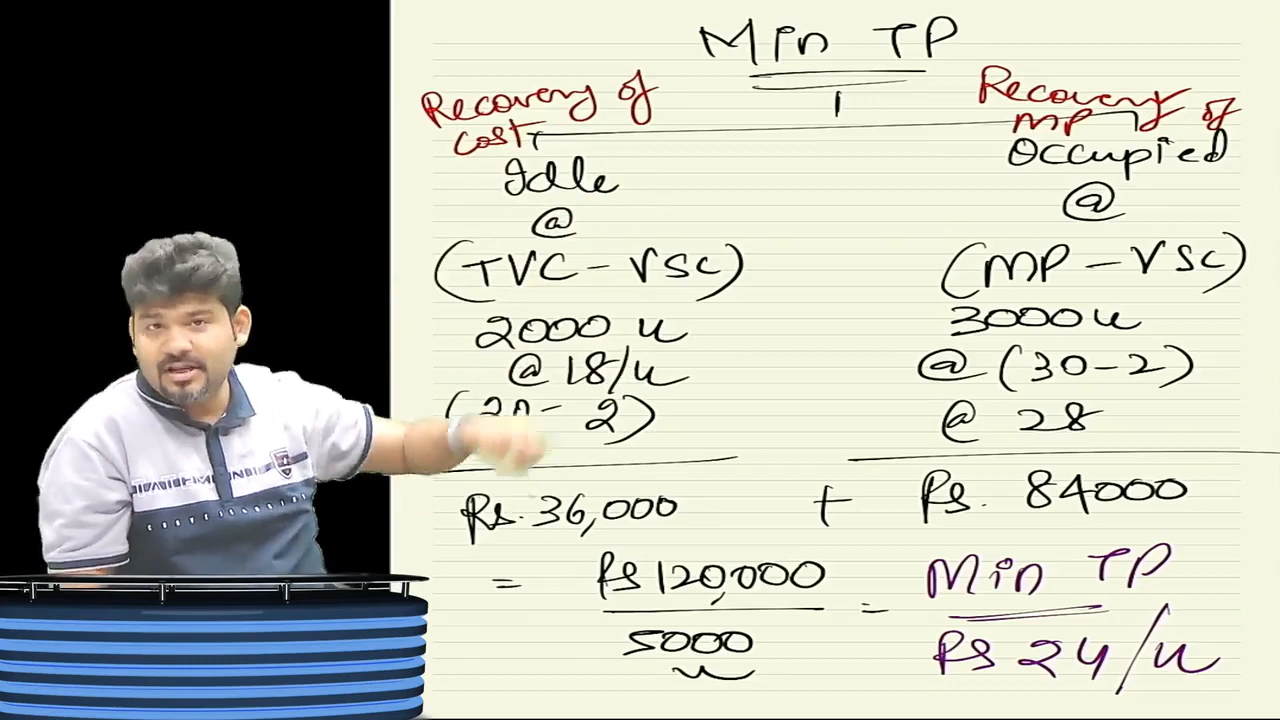 Min TP
Recovery of cost
Idle
@
(TVC - VSC)
2000 u
@ 18/u
(20 - 2)
Rs. 36,000
Recovery of MP
Occupied
@
(MP - VSC)
3000 u
@ (30-2)
@ 28
+ Rs. 84000
= Rs 120,000
5000
u
= Min TP
Rs 24/u